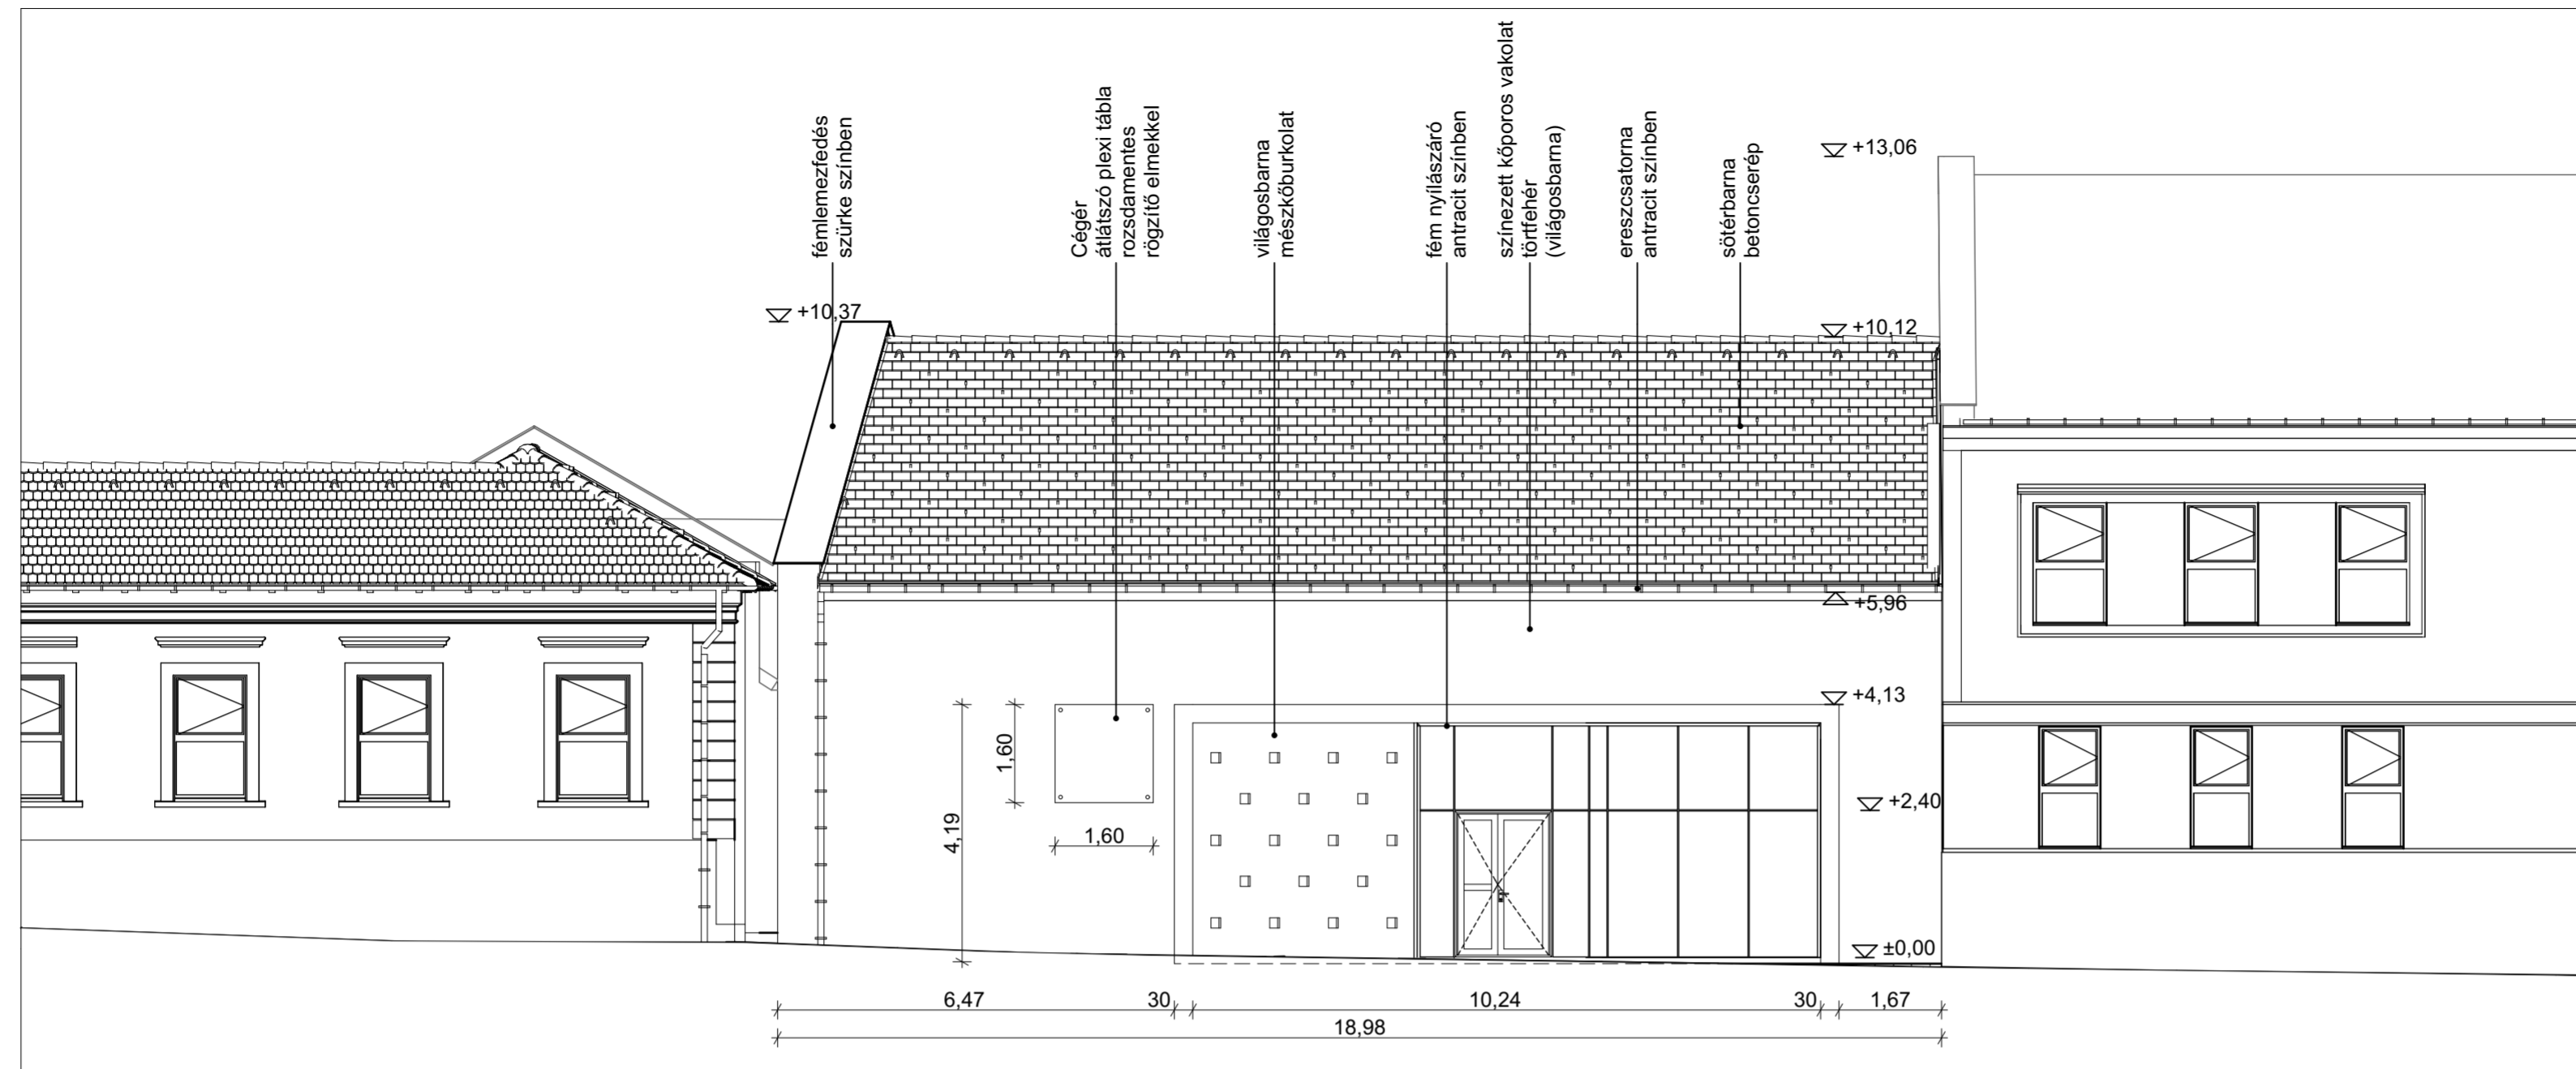 fémlemezfedés
szürke színben
Cégér
átlátszó plexi tábla
rozsdamentes
rögzítő elmekkel
világosbarna
mészkőburkolat
fém nyílászáró
antracit színben
színezett kőporos vakolat
törtfehér
(világosbarna)
ereszcsatorna
antracit színben
sötérbarna
betoncserép
+13,06
+10,37
+10,12
+5,96
+4,13
1,60
4,19
1,60
+2,40
±0,00
6,47
30
10,24
30
1,67
18,98